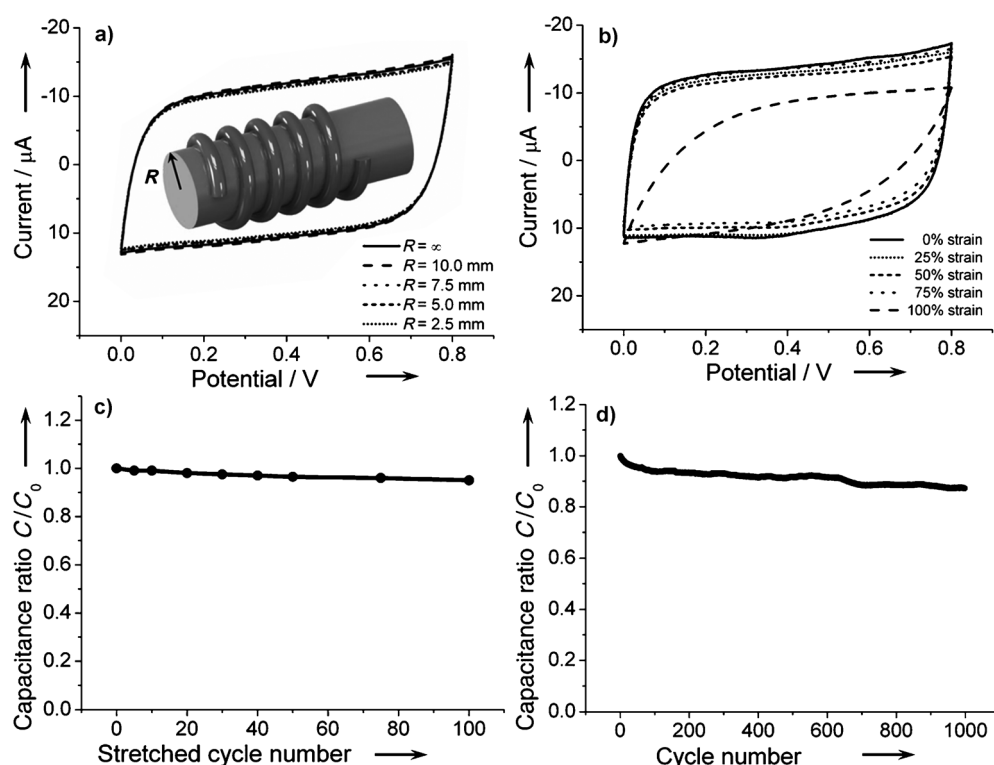 a)
-20
-10
0
10
20
Current / μA
R
R = ∞
R = 10.0 mm
R = 7.5 mm
R = 5.0 mm
R = 2.5 mm
0.0 0.2 0.4 0.6 0.8
Potential / V
b)
-20
-10
0
10
20
Current / μA
0% strain
25% strain
50% strain
75% strain
100% strain
0.0 0.2 0.4 0.6 0.8
Potential / V
c)
1.2
1.0
0.8
0.6
0.4
0.2
0.0
Capacitance ratio C/C0
0 20 40 60 80 100
Stretched cycle number
d)
1.2
1.0
0.8
0.6
0.4
0.2
0.0
Capacitance ratio C/C0
0 200 400 600 800 1000
Cycle number